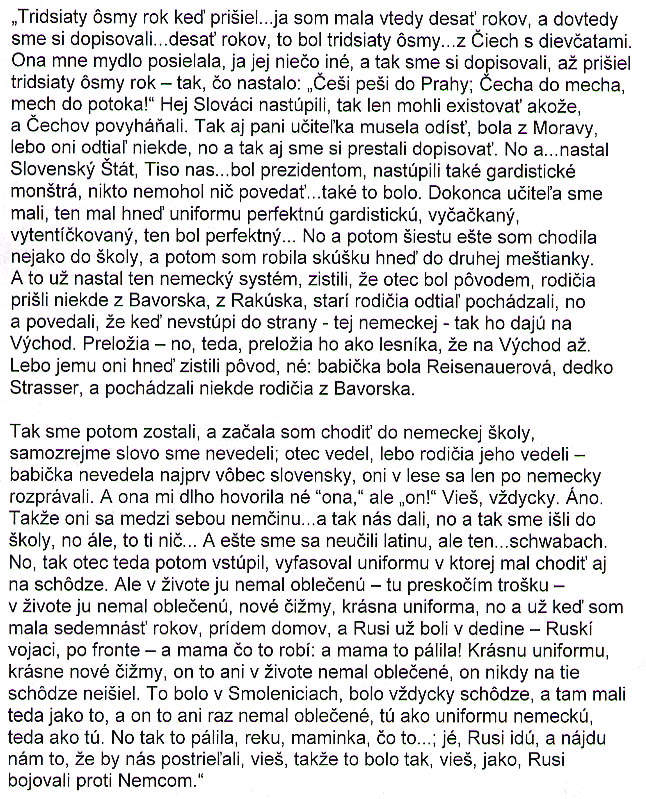 „Tridsiaty ôsmy rok keď prišiel...ja som mala vtedy desať rokov, a dovtedy
sme si dopisovali...desať rokov, to bol tridsiaty ôsmy...z Čiech s dievčatami.
Ona mne mydlo posielala, ja jej niečo iné, a tak sme si dopisovali, až prišiel
tridsiaty ôsmy rok – tak, čo nastalo: „Češi peši do Prahy; Čecha do mecha,
mech do potoka!“ Hej Slováci nastúpili, tak len mohli existovať akože,
a Čechov povyháňali. Tak aj pani učiteľka musela odísť, bola z Moravy,
lebo oni odtiaľ niekde, no a tak aj sme si prestali dopisovať. No a...nastal
Slovenský Štát, Tiso nas...bol prezidentom, nastúpili také gardistické
monštrá, nikto nemohol nič povedať...také to bolo. Dokonca učiteľa sme
mali, ten mal hneď uniformu perfektnú gardistickú, vyčačkaný,
vytentíčkovaný, ten bol perfektný... No a potom šiestu ešte som chodila
nejako do školy, a potom som robila skúšku hneď do druhej meštianky.
A to už nastal ten nemecký systém, zistili, že otec bol pôvodem, rodičia
prišli niekde z Bavorska, z Rakúska, starí rodičia odtiaľ pochádzali, no
a povedali, že keď nevstúpi do strany - tej nemeckej - tak ho dajú na
Východ. Preložia – no, teda, preložia ho ako lesníka, že na Východ až.
Lebo jemu oni hneď zistili pôvod, né: babička bola Reisenauerová, dedko
Strasser, a pochádzali niekde rodičia z Bavorska.

Tak sme potom zostali, a začala som chodiť do nemeckej školy,
samozrejme slovo sme nevedeli; otec vedel, lebo rodičia jeho vedeli –
babička nevedela najprv vôbec slovensky, oni v lese sa len po nemecky
rozprávali. A ona mi dlho hovorila né “ona,“ ale „on!“ Vieš, vždycky. Áno.
Takže oni sa medzi sebou nemčinu...a tak nás dali, no a tak sme išli do
školy, no ále, to ti nič... A ešte sme sa neučili latinu, ale ten...schwabach.
No, tak otec teda potom vstúpil, vyfasoval uniformu v ktorej mal chodiť aj
na schôdze. Ale v živote ju nemal oblečenú – tu preskočím trošku –
v živote ju nemal oblečenú, nové čižmy, krásna uniforma, no a už keď som
mala sedemnásť rokov, prídem domov, a Rusi už boli v dedine – Ruskí
vojaci, po fronte – a mama čo to robí: a mama to pálila! Krásnu uniformu,
krásne nové čižmy, on to ani v živote nemal oblečené, on nikdy na tie
schôdze neišiel. To bolo v Smoleniciach, bolo vždycky schôdze, a tam mali
teda jako to, a on to ani raz nemal oblečené, tú ako uniformu nemeckú,
teda ako tú. No tak to pálila, reku, maminka, čo to...; jé, Rusi idú, a nájdu
nám to, že by nás postrieľali, vieš, takže to bolo tak, vieš, jako, Rusi
bojovali proti Nemcom.“